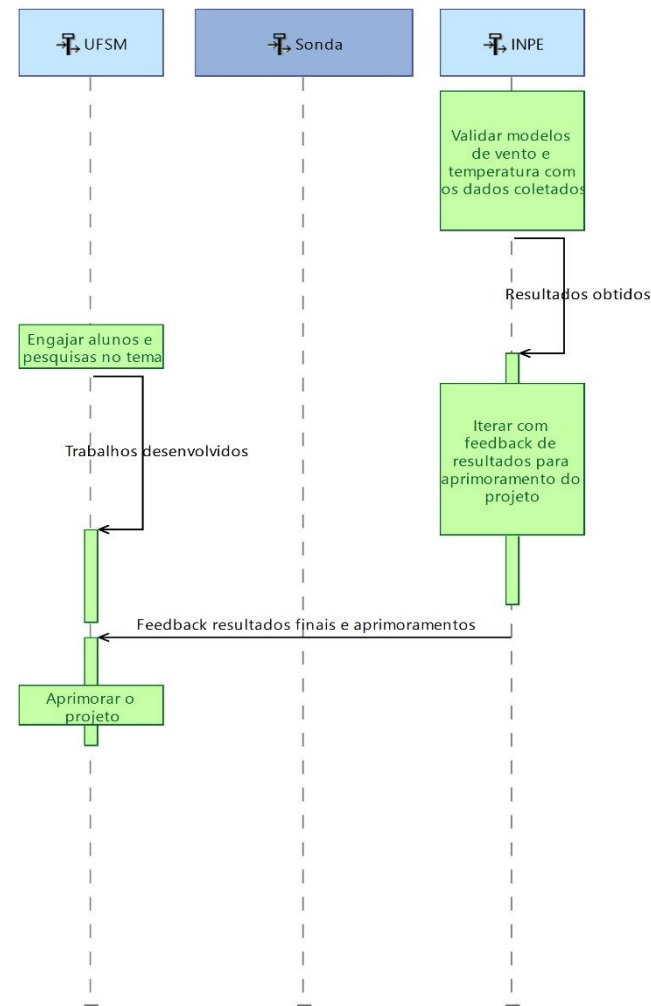 UFSM
Sonda
INPE
Validar modelos
de vento e
temperatura com
os dados coletados
Resultados obtidos
Engajar alunos e
pesquisas no tema
Trabalhos desenvolvidos
Iterar com
feedback de
resultados para
aprimoramento do
projeto
Feedback resultados finais e aprimoramentos
Aprimorar o
projeto